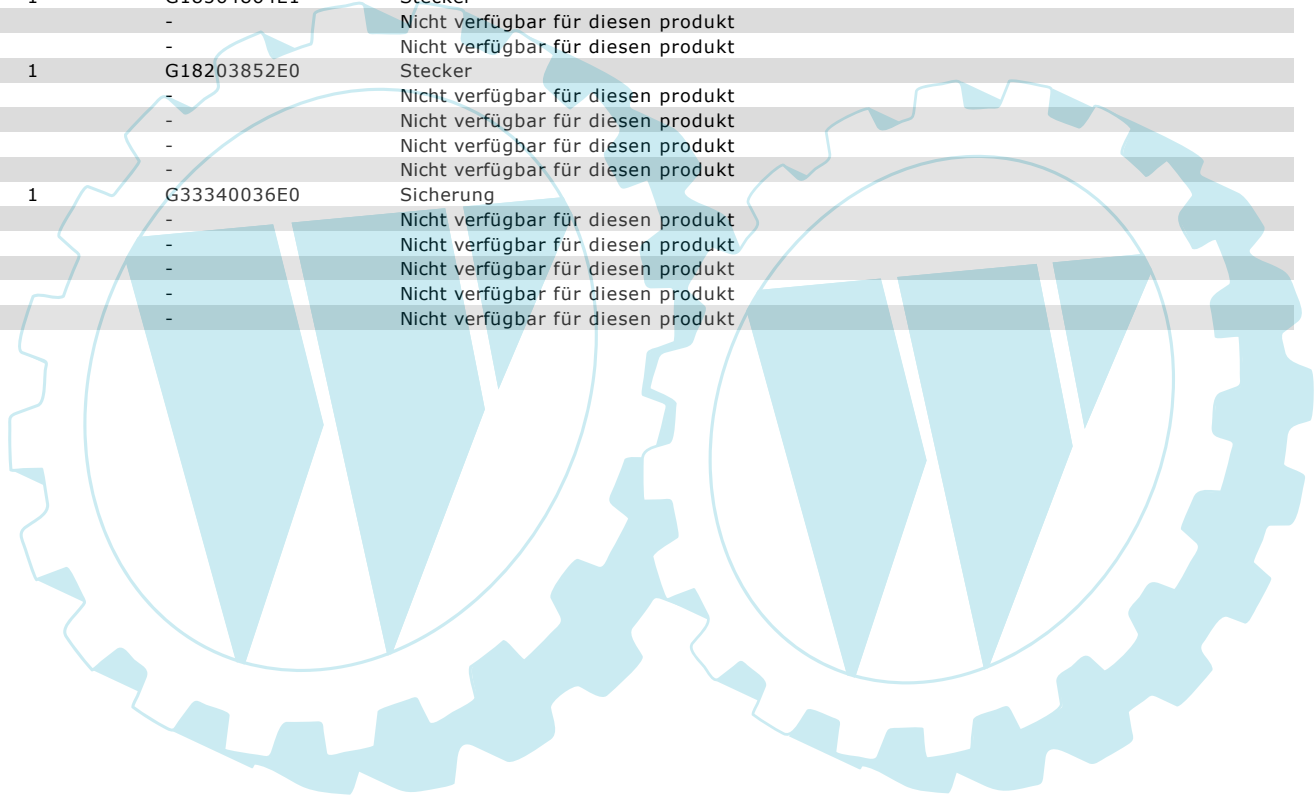 1 Stecker
- Nicht verfügbar für diesen produkt
- Nicht verfügbar für diesen produkt
1 G18203852E0 Stecker
- Nicht verfügbar für diesen produkt
- Nicht verfügbar für diesen produkt
- Nicht verfügbar für diesen produkt
- Nicht verfügbar für diesen produkt
1 G33340036E0 Sicherung
- Nicht verfügbar für diesen produkt
- Nicht verfügbar für diesen produkt
- Nicht verfügbar für diesen produkt
- Nicht verfügbar für diesen produkt
- Nicht verfügbar für diesen produkt